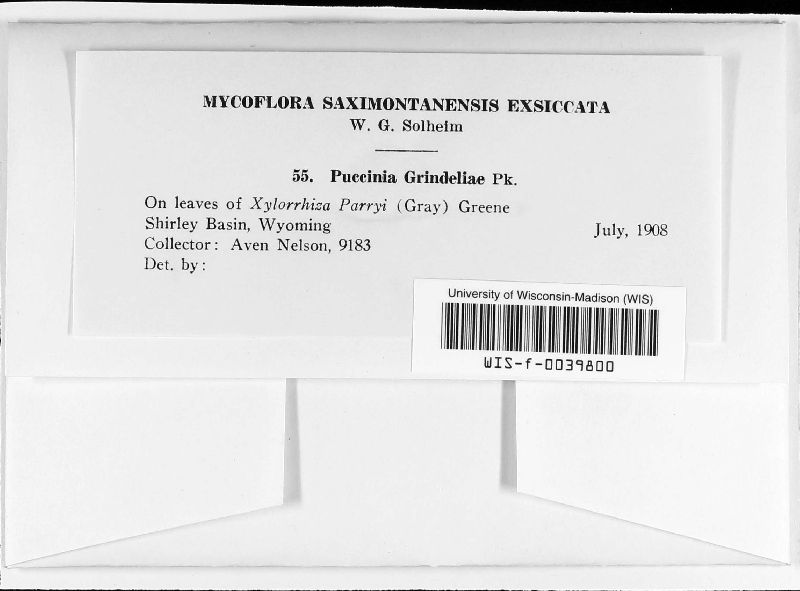 MYCOFLORA SAXIMONTANENSIS EXSICCATA
W. G. Solheim
55. Puccinia Grindeliae Pk.
On leaves of Xylorrhiza Parryi (Gray) Greene
Shirley Basin, Wyoming
July, 1908
Collector: Aven Nelson, 9183
Det. by:
University of Wisconsin-Madison (WIS)
WIS-f-0039800